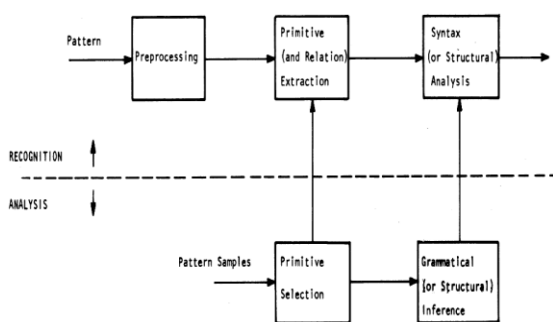 Pattern
Preprocessing
Primitive
(and Relation)
Extraction
Syntax
(or Structural)
Analysis
RECOGNITION
ANALYSIS
Pattern Samples
Primitive
Selection
Grammatical
(or Structural)
Inference